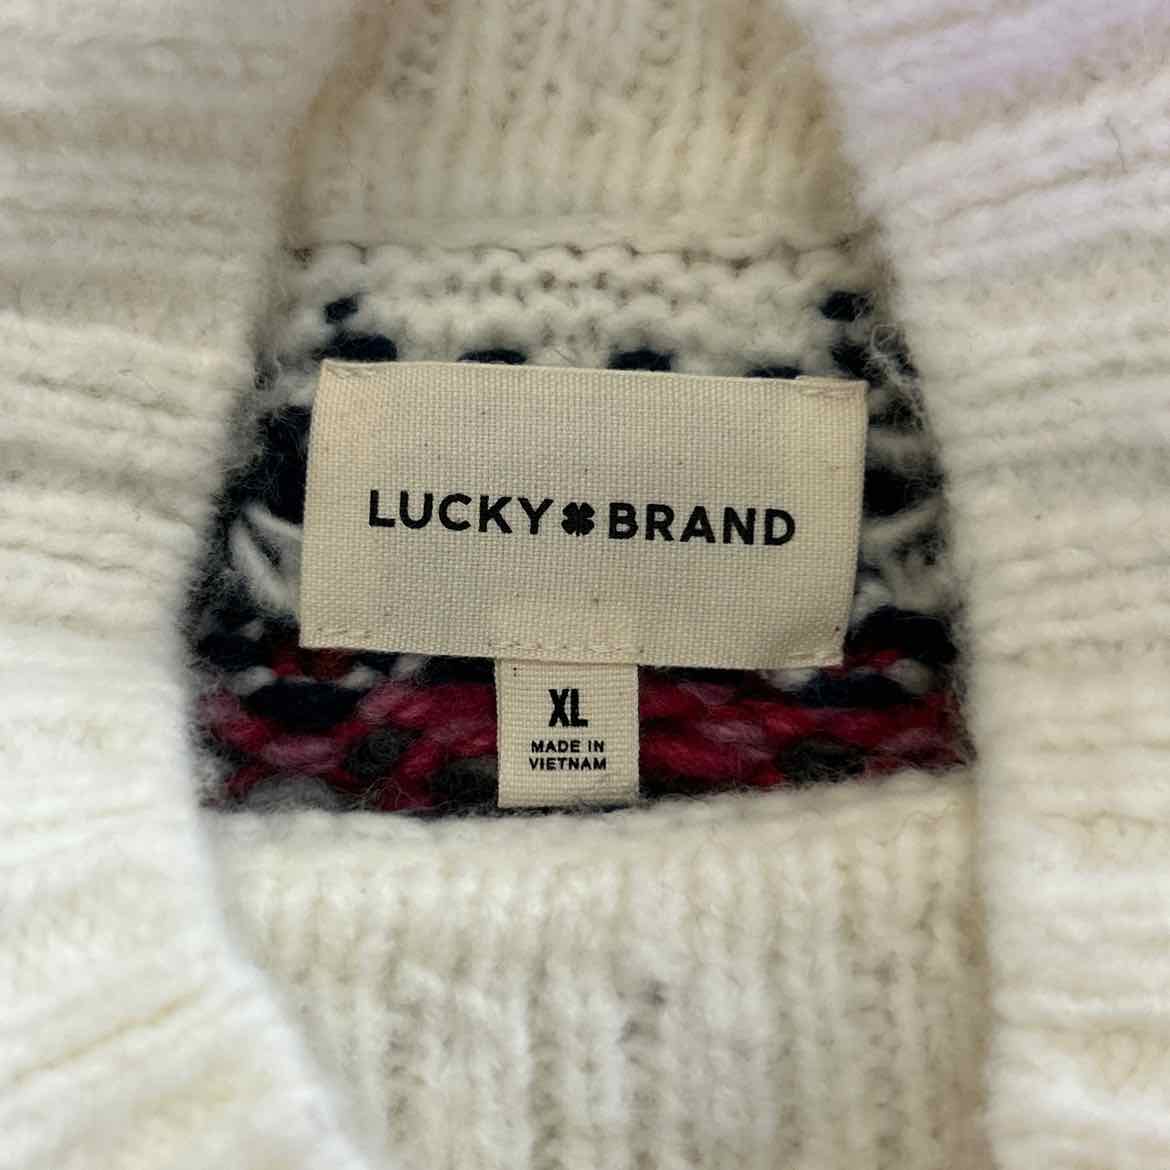 LUCKY BRAND
XL
MADE IN
VIETNAM